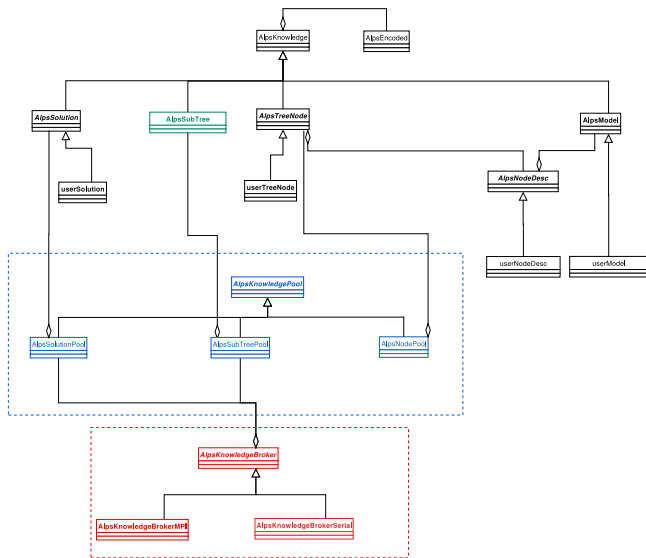 AlpsKnowledge
AlpsEncoded
AlpsSolution
AlpsSubTree
AlpsTreeNode
AlpsModel
userSolution
userTreeNode
AlpsNodeDesc
userNodeDesc
userModel
AlpsKnowledgePool
AlpsSolutionPool
AlpsSubTreePool
AlpsNodePool
AlpsKnowledgeBroker
AlpsKnowledgeBrokerMPI
AlpsKnowledgeBrokerSerial